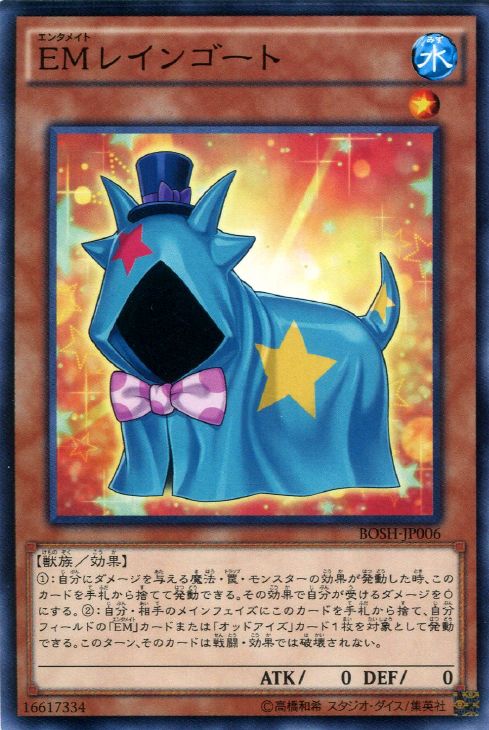 エンタメイト
EMレインゴート
みず
水
BOSH-JP006
【獣族/効果】
①:自分にダメージを与える魔法・罠・モンスターの効果が発動した時、この
カードを手札から捨てて発動できる。その効果で自分が受けるダメージを0
にする。②:自分・相手のメインフェイズにこのカードを手札から捨て、自分
フィールドの「EM」カードまたは「オッドアイズ」カード1枚を対象として発動
できる。このターン、そのカードは戦闘・効果では破壊されない。
ATK/ 0 DEF/ 0
16617334
©高橋和希 スタジオ・ダイス/集英社